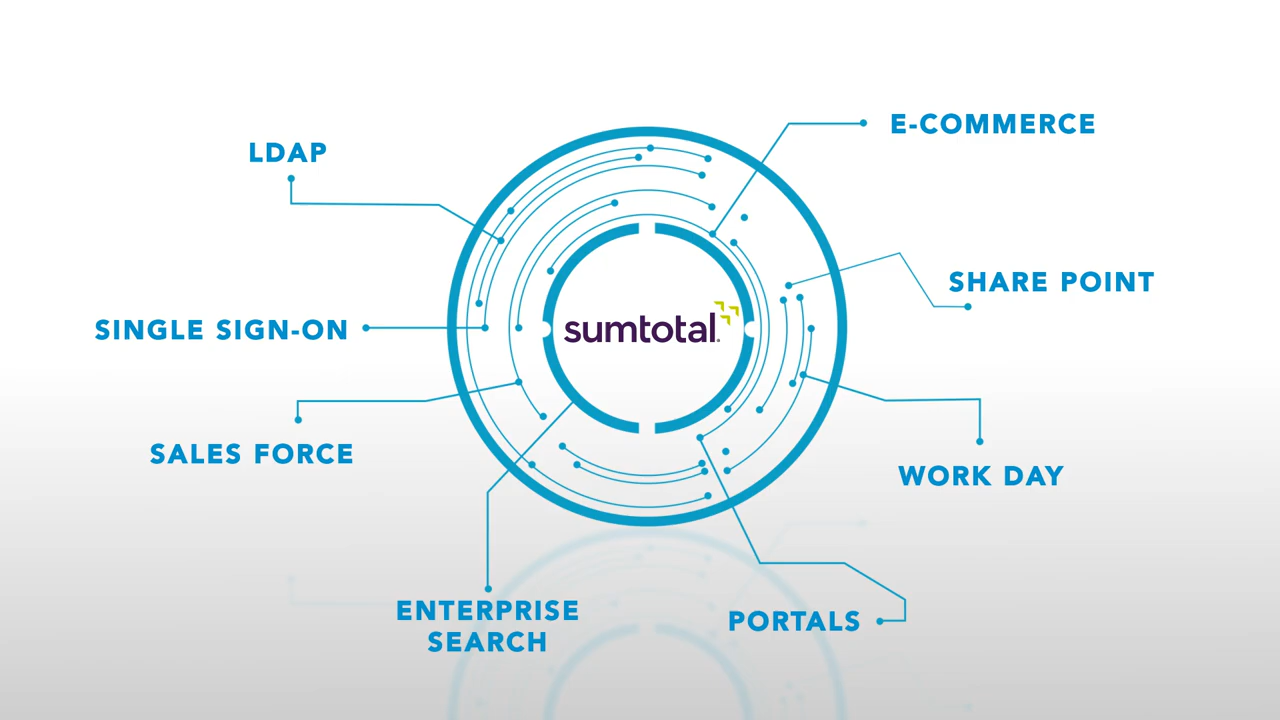 E-COMMERCE
LDAP
SHARE POINT
SINGLE SIGN-ON
sumtotal.
SALES FORCE
WORK DAY
ENTERPRISE
SEARCH
PORTALS